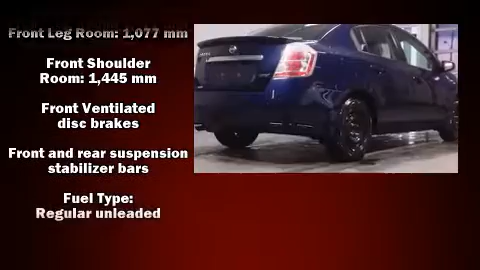 Front Leg Room: 1,077 mm
Front Shoulder
Room: 1,445 mm
Front Ventilated
disc brakes
Front and rear suspension
stabilizer bars
Fuel Type:
Regular unleaded